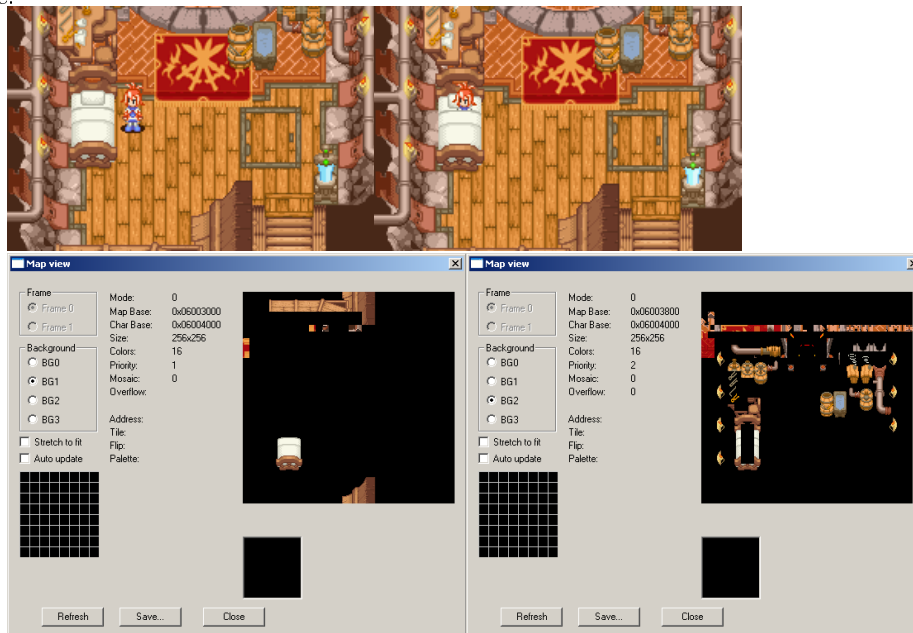 Map view
Frame
Frame 0
Frame 1
Background
BG0
BG1
BG2
BG3
Stretch to fit
Auto update
Mode: 0
Map Base: 0x06003000
Char Base: 0x06004000
Size: 256x256
Colors: 16
Priority: 1
Mosaic: 0
Overflow:
Address:
Tile:
Flip:
Palette:
Refresh
Save...
Close
Map view
Frame
Frame 0
Frame 1
Background
BG0
BG1
BG2
BG3
Stretch to fit
Auto update
Mode: 0
Map Base: 0x06003800
Char Base: 0x06004000
Size: 256x256
Colors: 16
Priority: 2
Mosaic: 0
Overflow: 0
Address:
Tile:
Flip:
Palette:
Refresh
Save...
Close